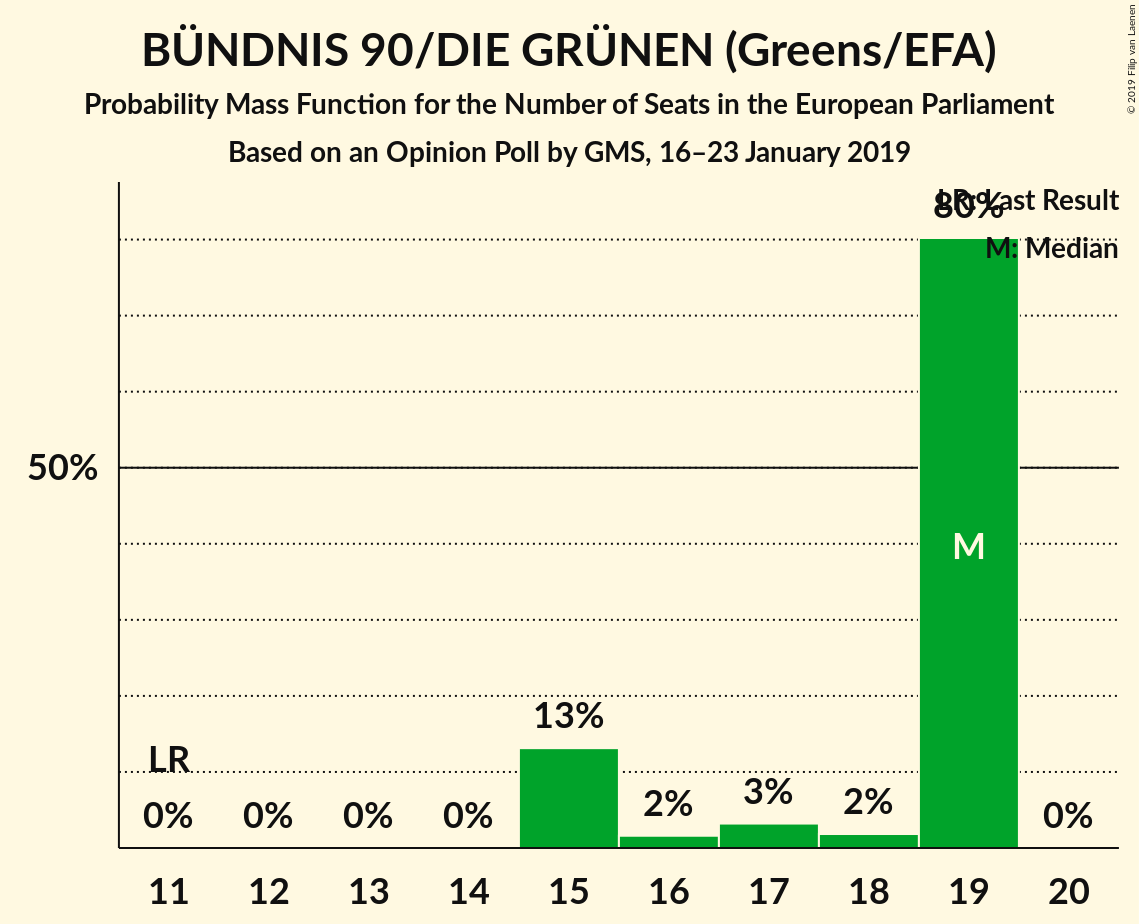 BÜNDNIS 90/DIE GRÜNEN (Greens/EFA)
Probability Mass Function for the Number of Seats in the European Parliament
Based on an Opinion Poll by GMS, 16–23 January 2019
© 2019 Filip van Laenen
LR: Last Result
M: Median
80%
50%
M
13%
LR
0% 0% 0% 0% 2% 3% 2% 0%
11 12 13 14 15 16 17 18 19 20